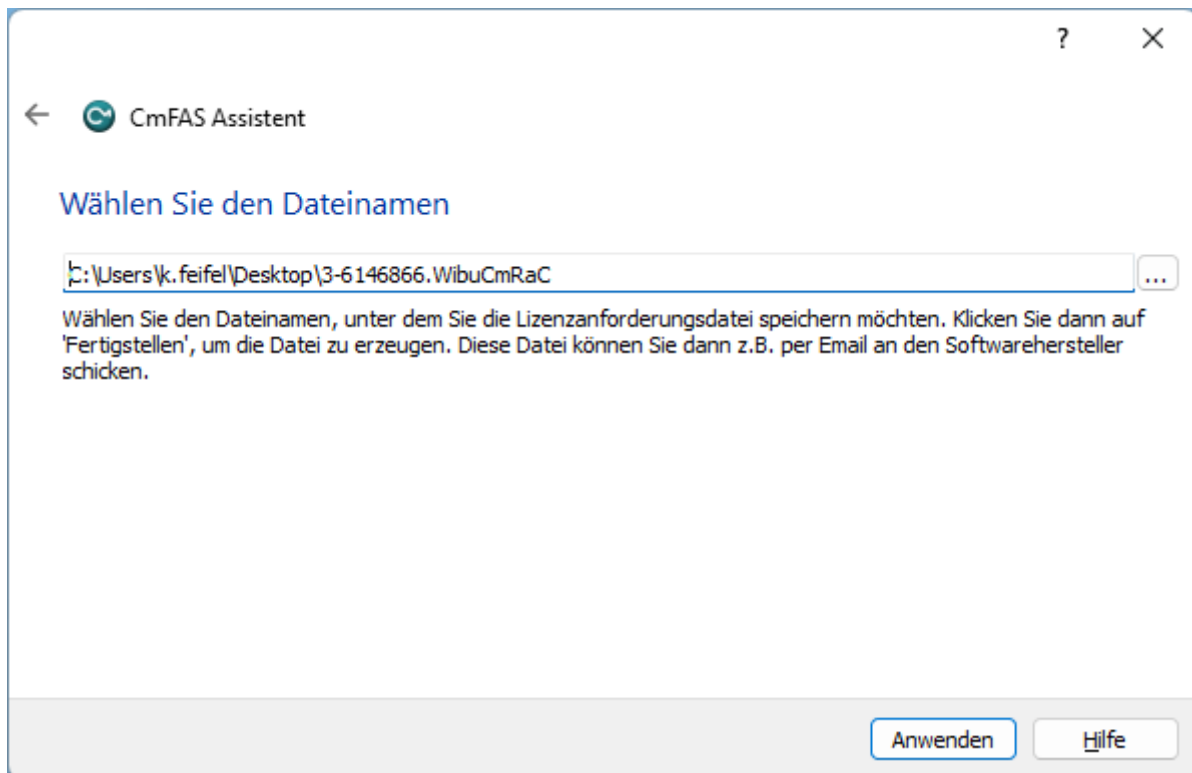 ?
CmFAS Assistent
Wählen Sie den Dateinamen
C:\Users\k.feifel\Desktop\3-6146866.WibuCmRaC
...
Wählen Sie den Dateinamen, unter dem Sie die Lizenzanforderungsdatei speichern möchten. Klicken Sie dann auf
'Fertigstellen', um die Datei zu erzeugen. Diese Datei können Sie dann z.B. per Email an den Softwarehersteller
schicken.
Anwenden
Hilfe